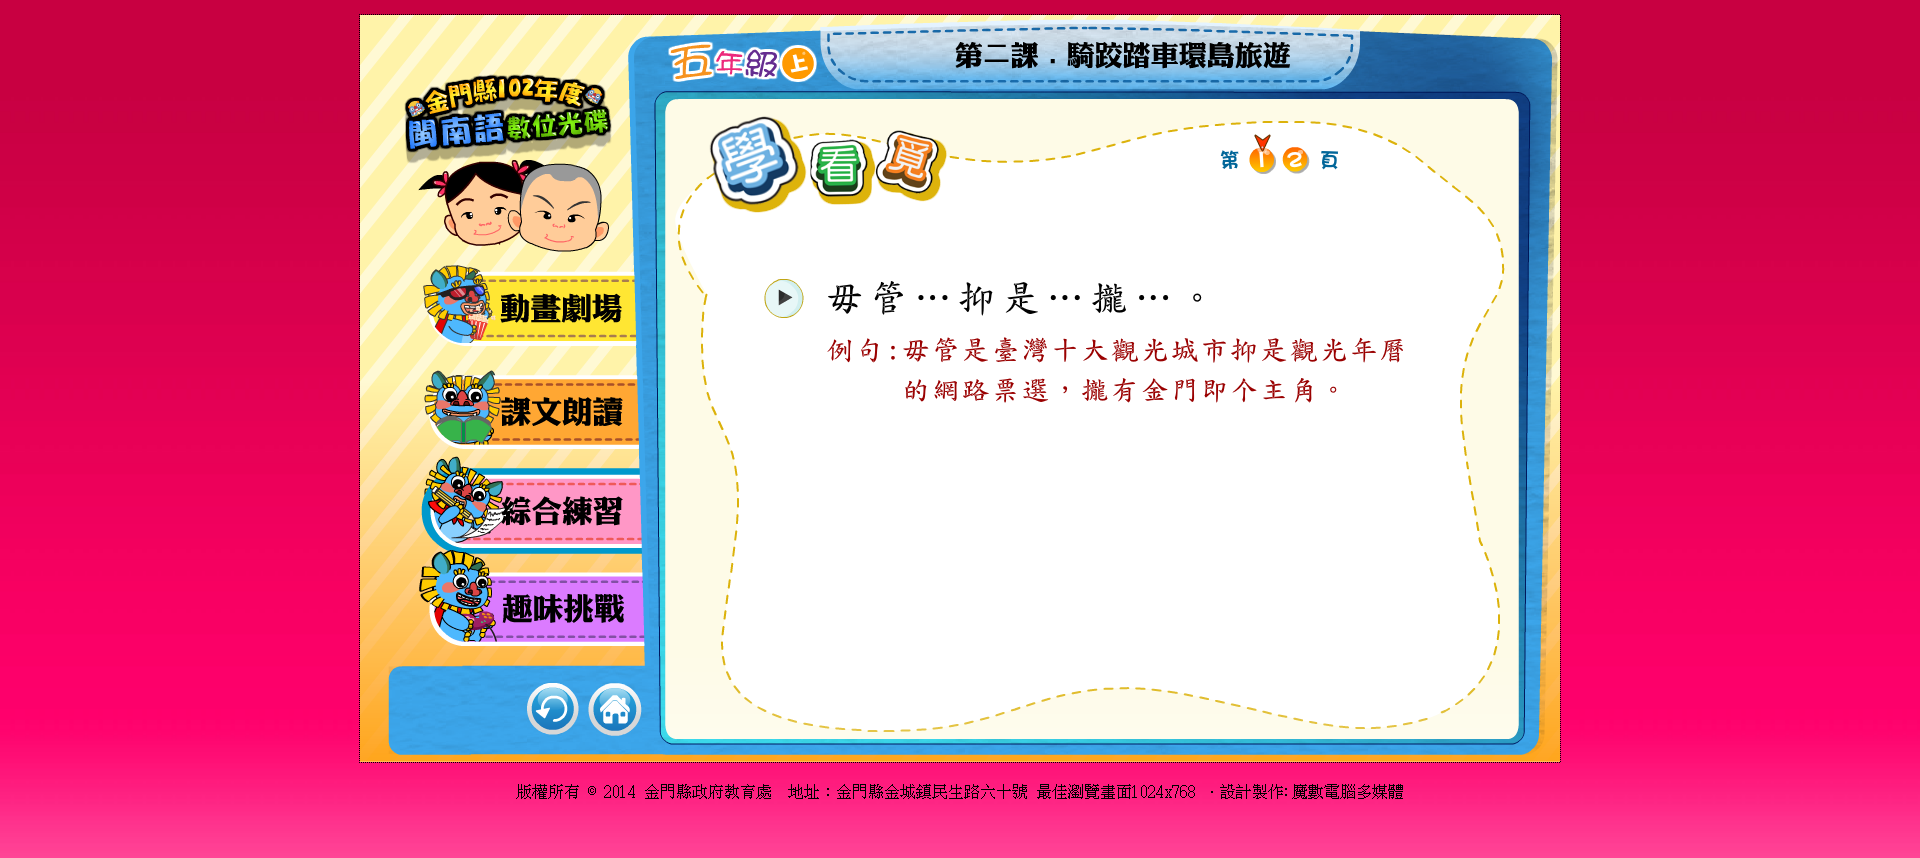 金門縣102年度
閩南語數位光碟
動畫劇場
課文朗讀
綜合練習
趣味挑戰
五年級上
第二課．騎跤踏車環島旅遊
學看覓
第 1 2 頁
毋管…抑是…攏…。
例句：毋管是臺灣十大觀光城市抑是觀光年曆
的網路票選，攏有金門即个主角。
版權所有 © 2014 金門縣政府教育處 地址：金門縣金城鎮民生路六十號 最佳瀏覽畫面1024x768 ．設計製作:魔數電腦多媒體